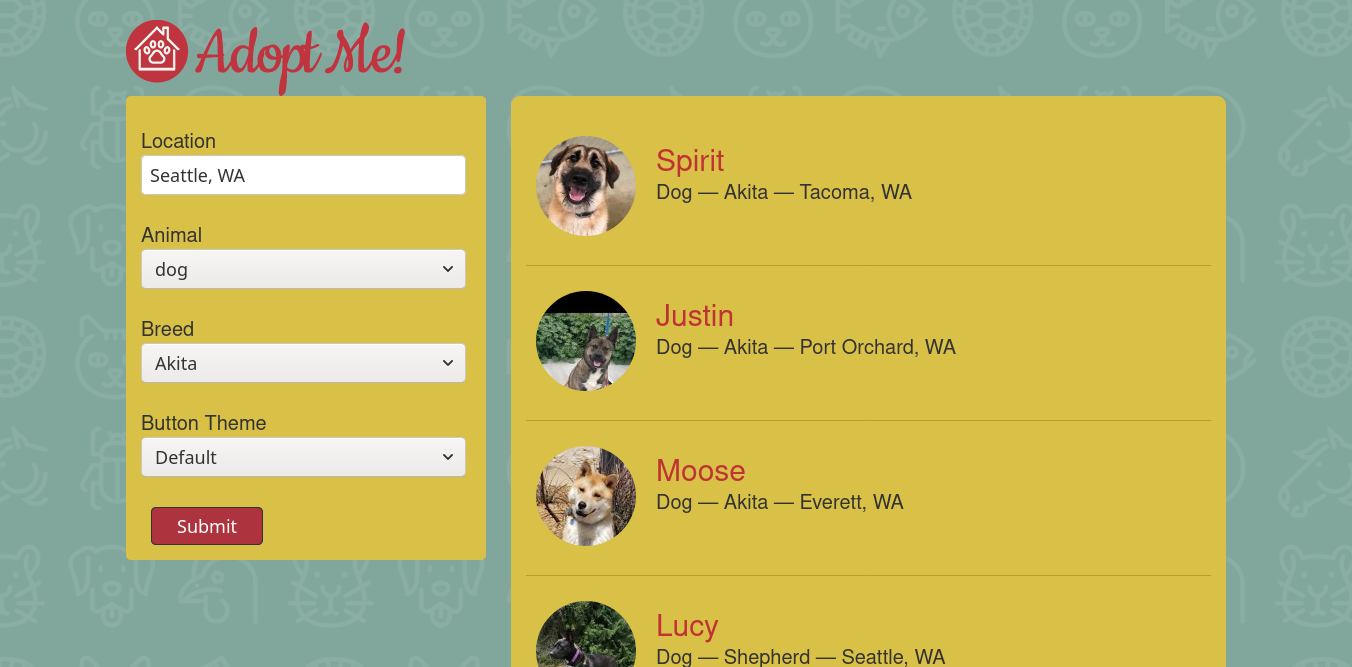 Adopt Me!
Location
Seattle, WA
Animal
dog
Breed
Akita
Button Theme
Default
Submit
Spirit
Dog — Akita — Tacoma, WA
Justin
Dog — Akita — Port Orchard, WA
Moose
Dog — Akita — Everett, WA
Lucy
Dog — Shepherd — Seattle, WA